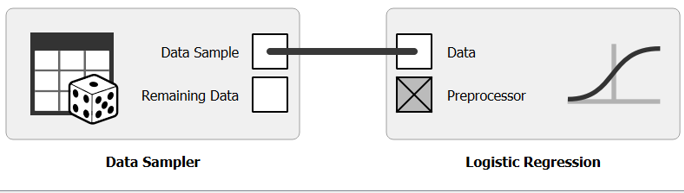 Data Sample
Data
Remaining Data
Preprocessor
Data Sampler
Logistic Regression